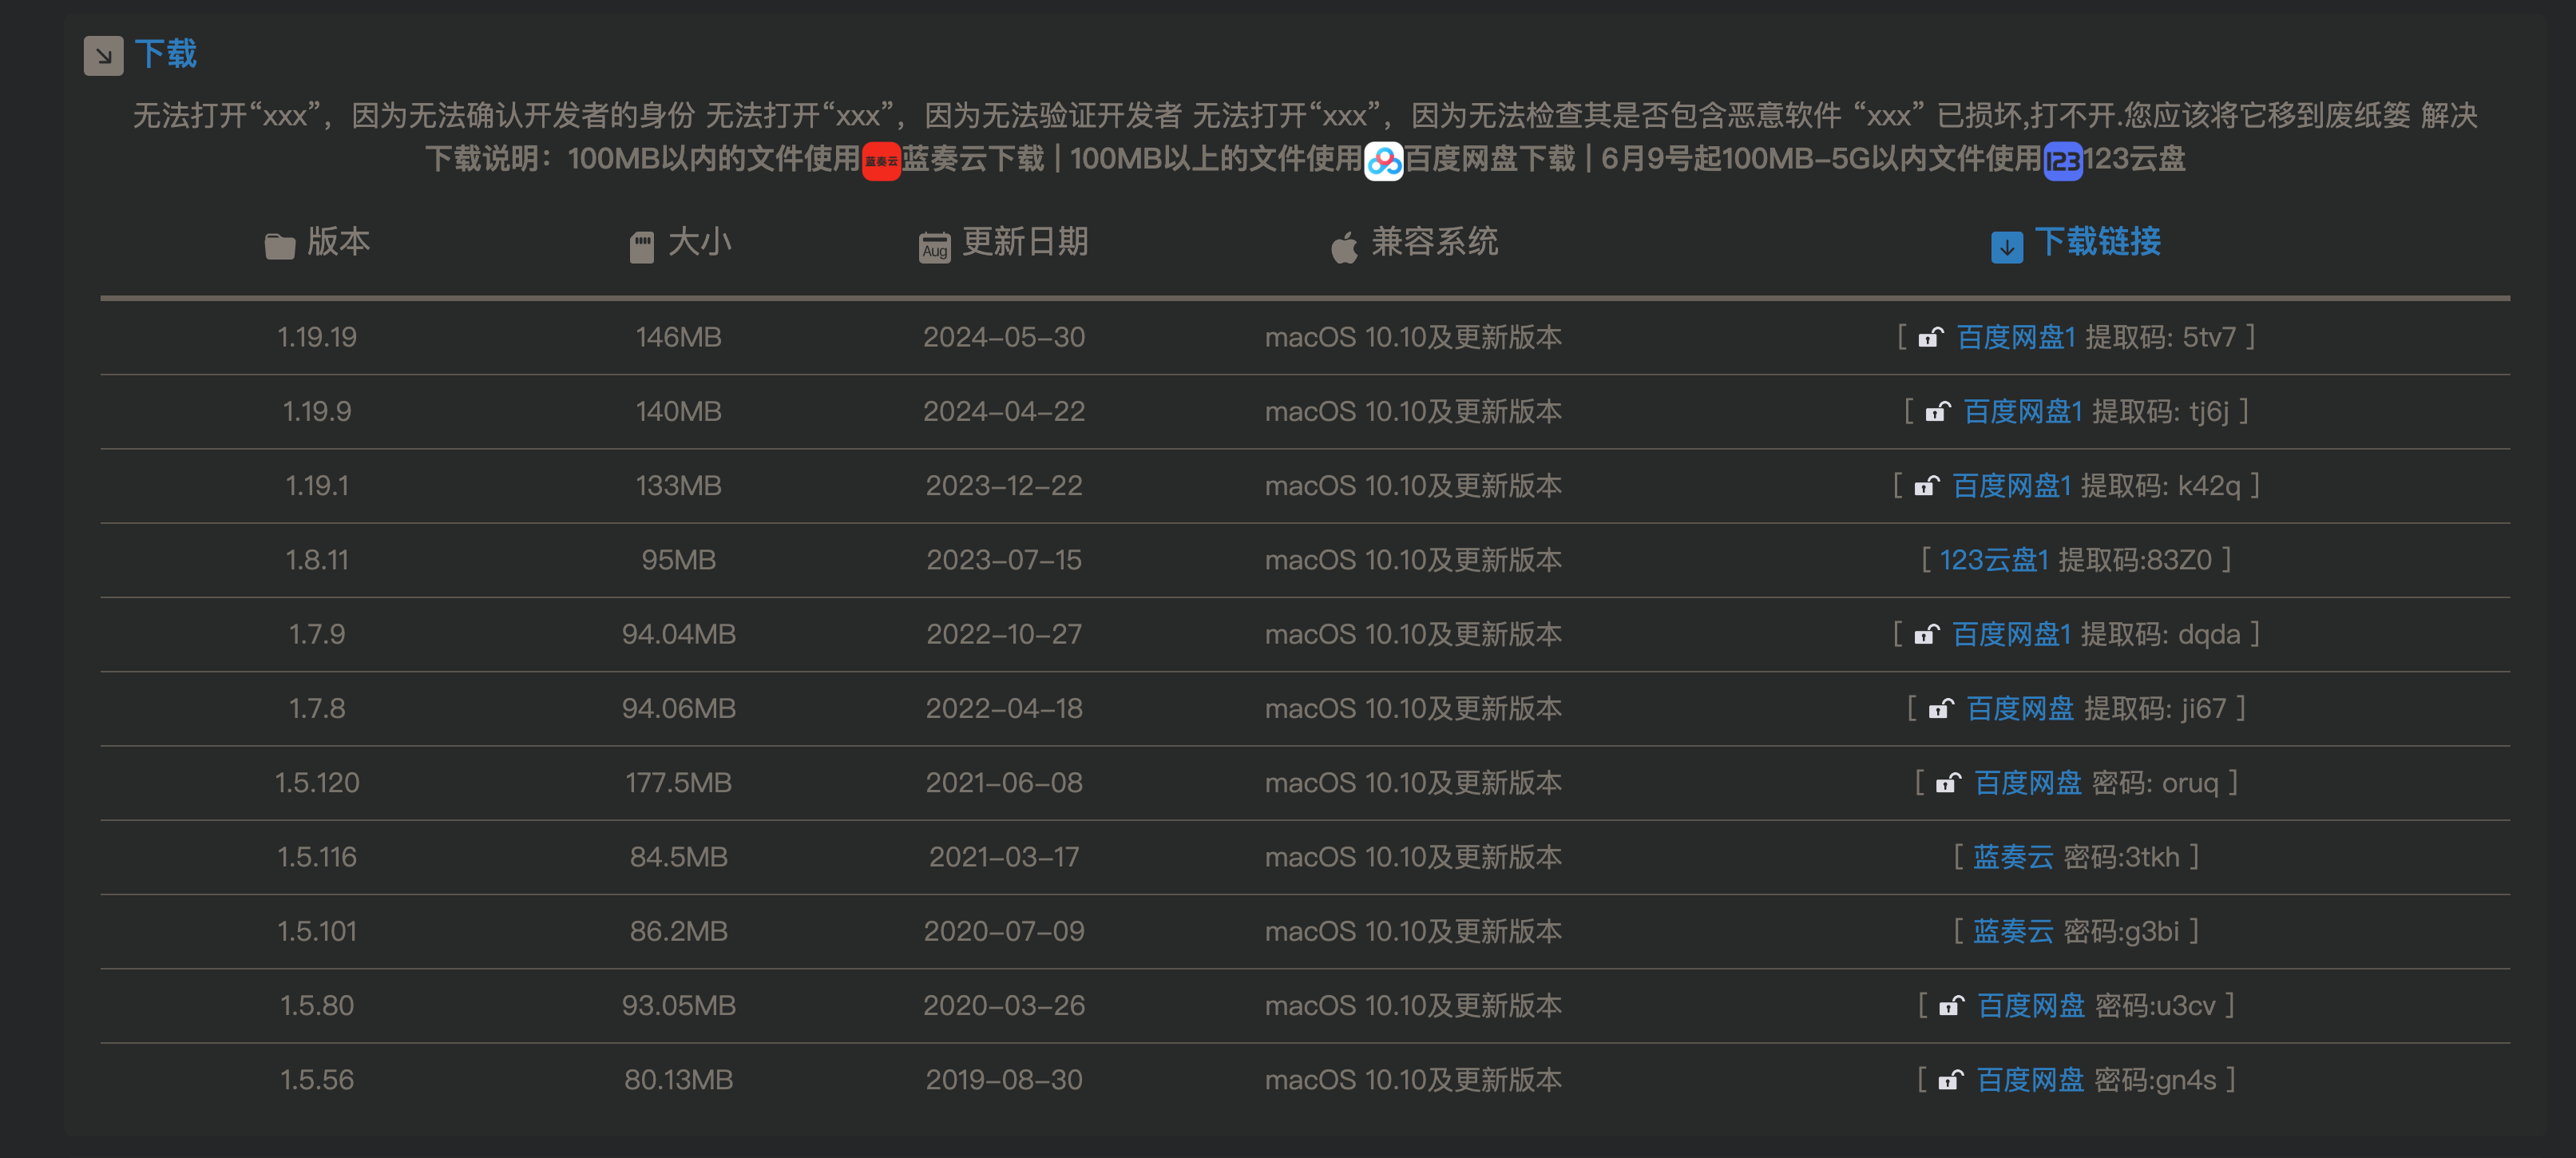 下载
无法打开“xxx”，因为无法确认开发者的身份 无法打开“xxx”，因为无法验证开发者 无法打开“xxx”，因为无法检查其是否包含恶意软件 “xxx” 已损坏,打不开.您应该将它移到废纸篓 解决
下载说明：100MB以内的文件使用蓝奏云蓝奏云下载 | 100MB以上的文件使用百度网盘下载 | 6月9号起100MB-5G以内文件使用123 123云盘
版本 大小 Aug 更新日期 兼容系统 下载链接
1.19.19 146MB 2024-05-30 macOS 10.10及更新版本 [ 百度网盘1 提取码: 5tv7 ]
1.19.9 140MB 2024-04-22 macOS 10.10及更新版本 [ 百度网盘1 提取码: tj6j ]
1.19.1 133MB 2023-12-22 macOS 10.10及更新版本 [ 百度网盘1 提取码: k42q ]
1.8.11 95MB 2023-07-15 macOS 10.10及更新版本 [ 123云盘1 提取码:83Z0 ]
1.7.9 94.04MB 2022-10-27 macOS 10.10及更新版本 [ 百度网盘1 提取码: dqda ]
1.7.8 94.06MB 2022-04-18 macOS 10.10及更新版本 [ 百度网盘 提取码: ji67 ]
1.5.120 177.5MB 2021-06-08 macOS 10.10及更新版本 [ 百度网盘 密码: oruq ]
1.5.116 84.5MB 2021-03-17 macOS 10.10及更新版本 [ 蓝奏云 密码:3tkh ]
1.5.101 86.2MB 2020-07-09 macOS 10.10及更新版本 [ 蓝奏云 密码:g3bi ]
1.5.80 93.05MB 2020-03-26 macOS 10.10及更新版本 [ 百度网盘 密码:u3cv ]
1.5.56 80.13MB 2019-08-30 macOS 10.10及更新版本 [ 百度网盘 密码:gn4s ]